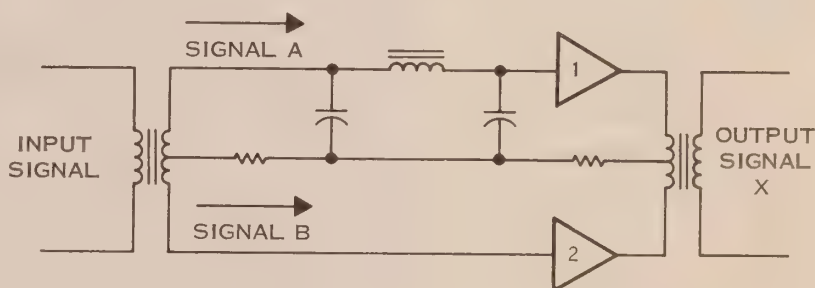 SIGNAL A
1
INPUT
SIGNAL
OUTPUT
SIGNAL
X
SIGNAL B
2